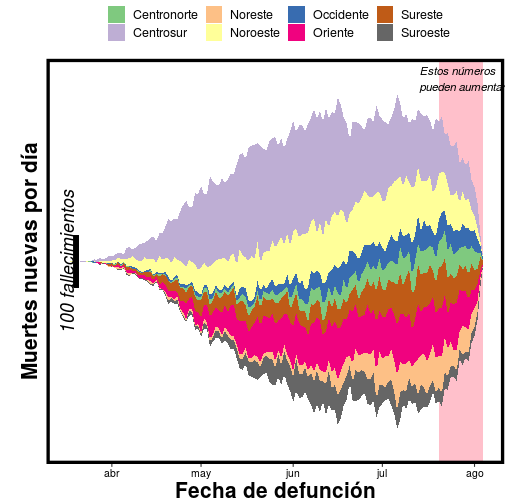 Centronorte Noreste Occidente Sureste
Centrosur Noroeste Oriente Suroeste
Estos números
pueden aumentar
Muertes nuevas por día
100 fallecimientos
abr may jun jul ago
Fecha de defunción